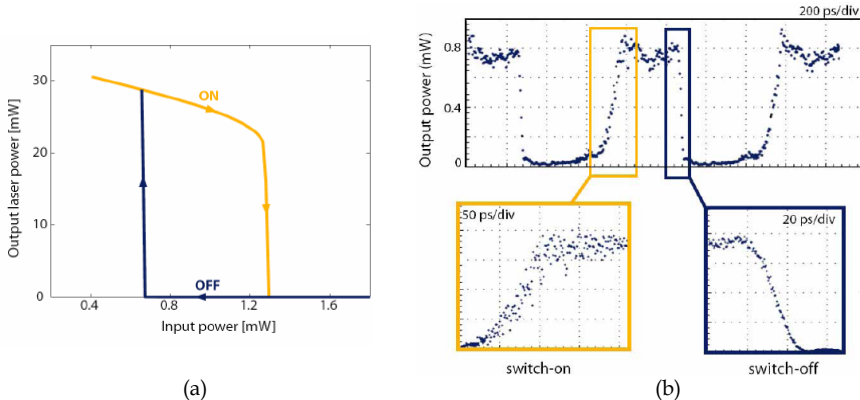 Output laser power [mW]
30
20
10
0
ON
OFF
0.4
0.8
1.2
1.6
Input power [mW]
(a)
200 ps/div
Output power (mW)
0.8
0.4
0
50 ps/div
20 ps/div
switch-on
switch-off
(b)